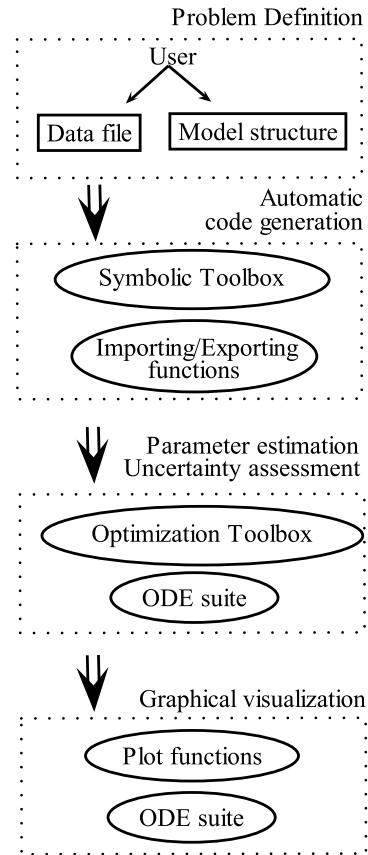 Problem Definition
User
Data file
Model structure
Automatic
code generation
Symbolic Toolbox
Importing/Exporting
functions
Parameter estimation
Uncertainty assessment
Optimization Toolbox
ODE suite
Graphical visualization
Plot functions
ODE suite